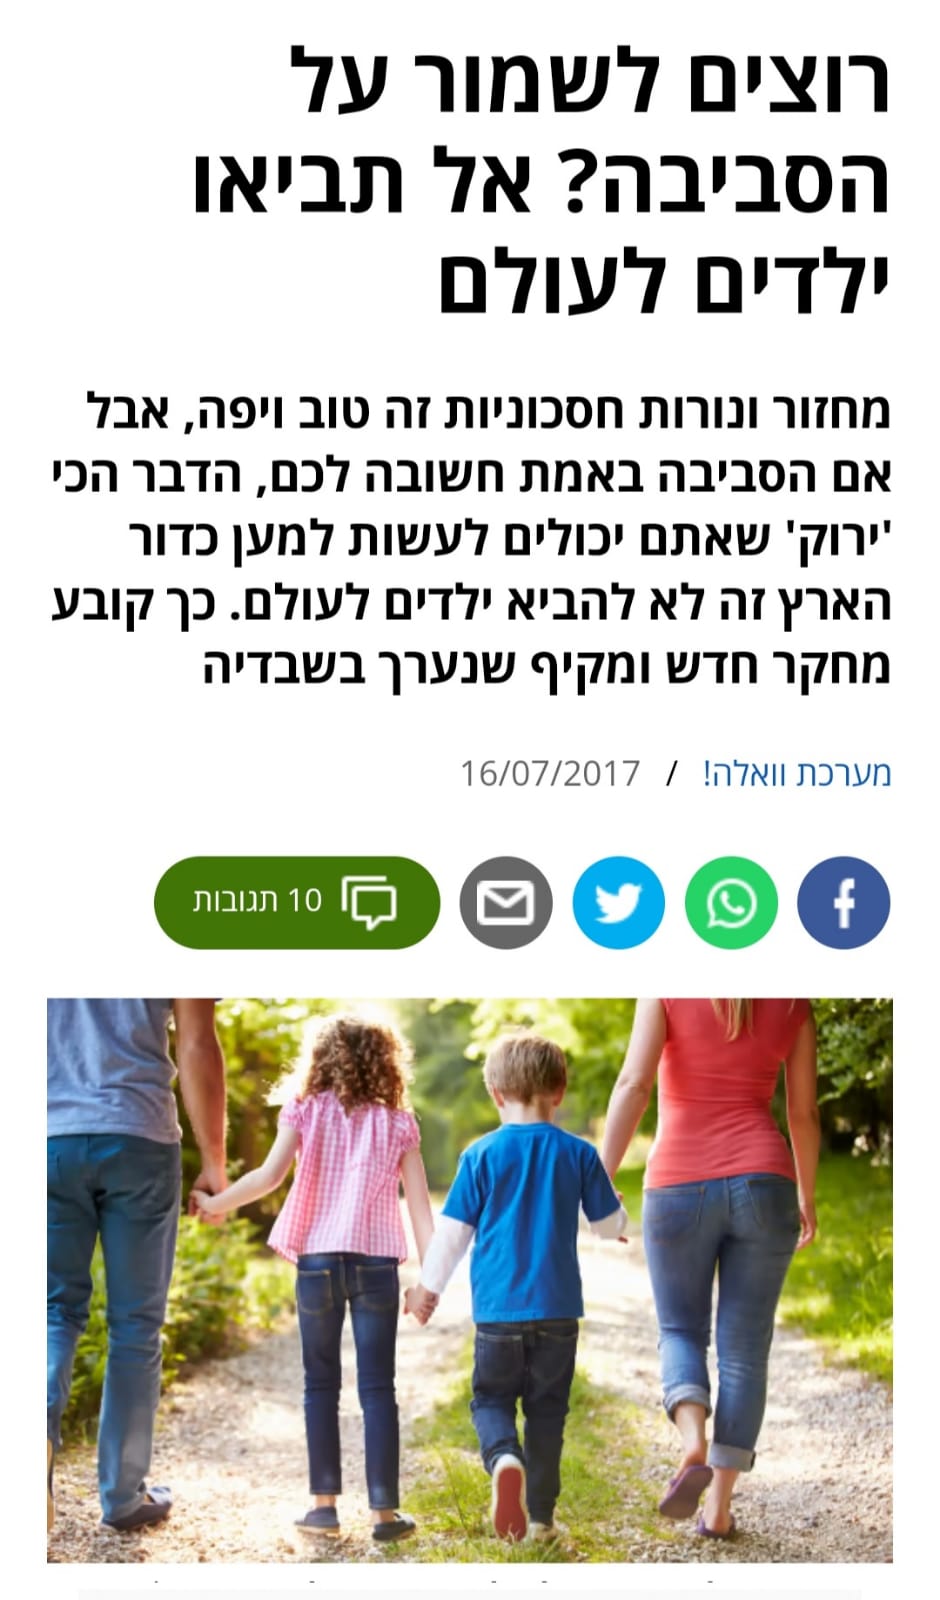 רוצים לשמור על
הסביבה? אל תביאו
ילדים לעולם
מחזור ונורות חסכוניות זה טוב ויפה, אבל
אם הסביבה באמת חשובה לכם, הדבר הכי
'ירוק' שאתם יכולים לעשות למען כדור
הארץ זה לא להביא ילדים לעולם. כך קובע
מחקר חדש ומקיף שנערך בשבדיה
מערכת וואלה! / 16/07/2017
10 תגובות